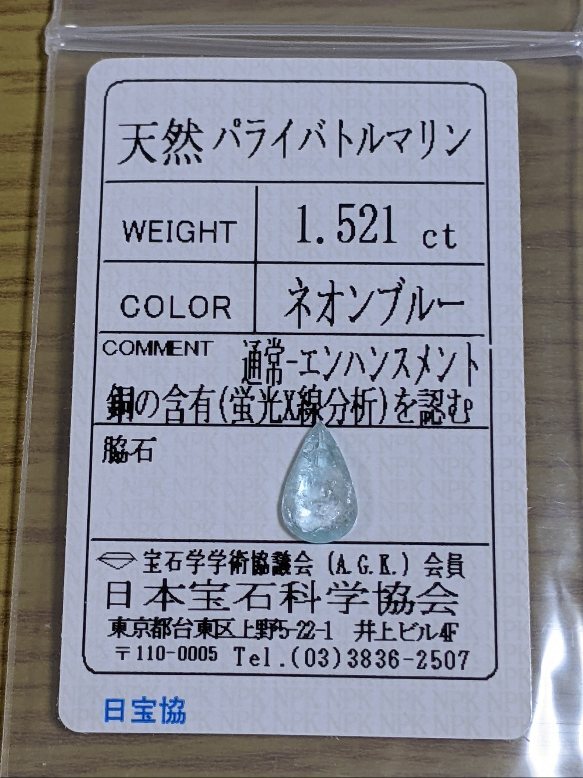 天然 パライバトルマリン
WEIGHT 1.521 ct
COLOR ネオンブルー
COMMENT 通常-エンハンスメント
銅の含有(蛍光X線分析)を認む
脇石
宝石学学術協議会 (A.G.K.) 会員
日本宝石科学協会
東京都台東区上野5-22-1 井上ビル4F
〒110-0005 Tel.(03)3836-2507
日宝協